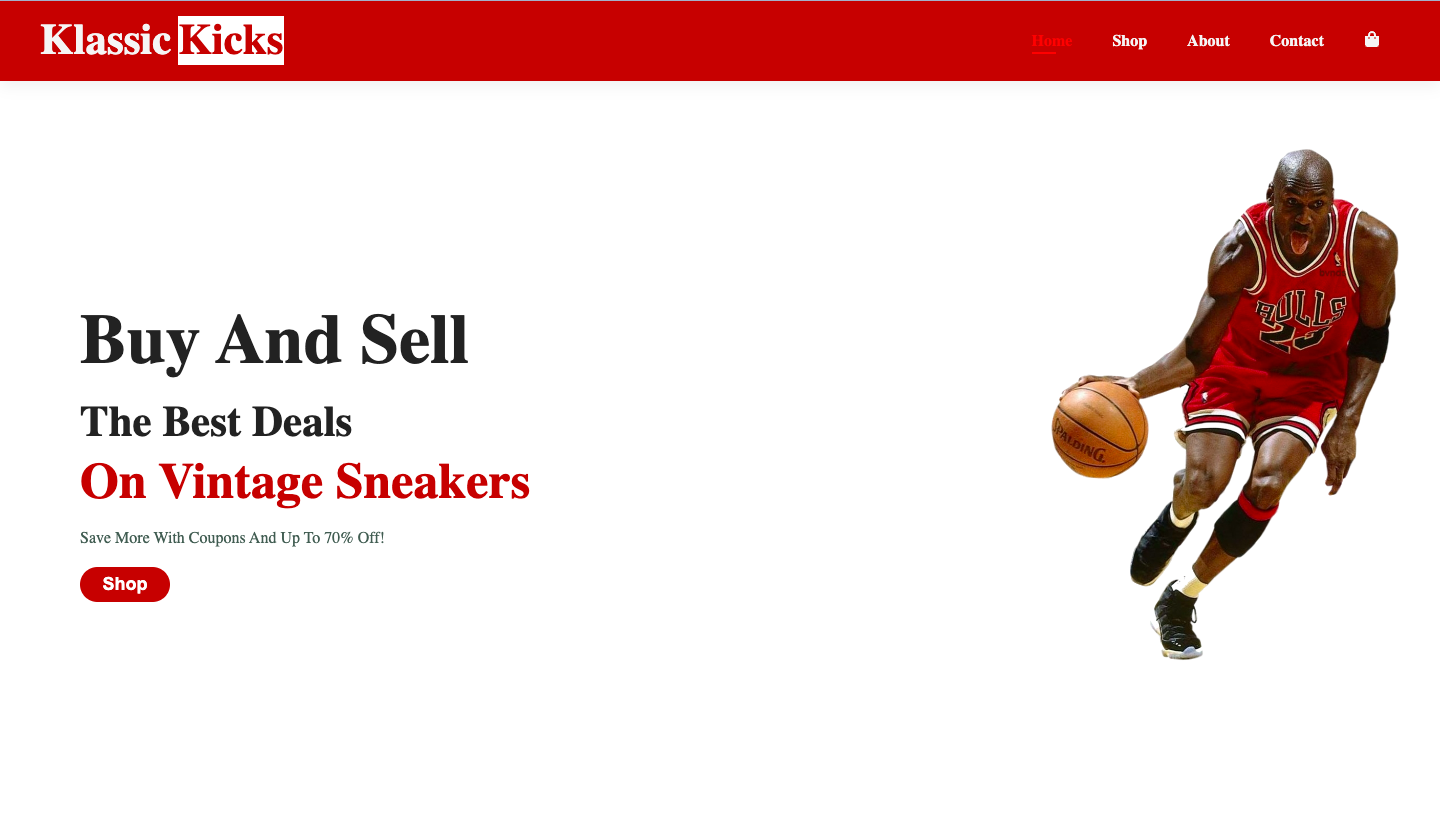 Klassic Kicks
Home Shop About Contact
Buy And Sell
The Best Deals
On Vintage Sneakers
Save More With Coupons And Up To 70% Off!
Shop
BULLS
23
SPALDING.